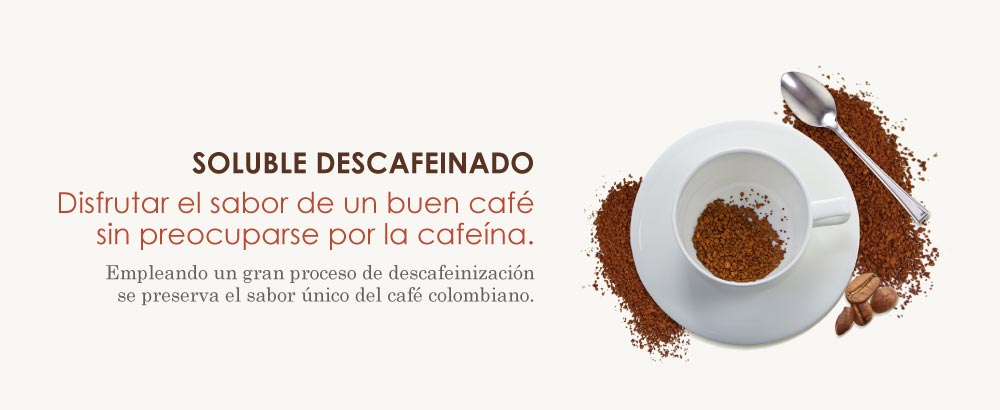 SOLUBLE DESCAFEINADO
Disfrutar el sabor de un buen café
sin preocuparse por la cafeína.
Empleando un gran proceso de descafeinización
se preserva el sabor único del café colombiano.